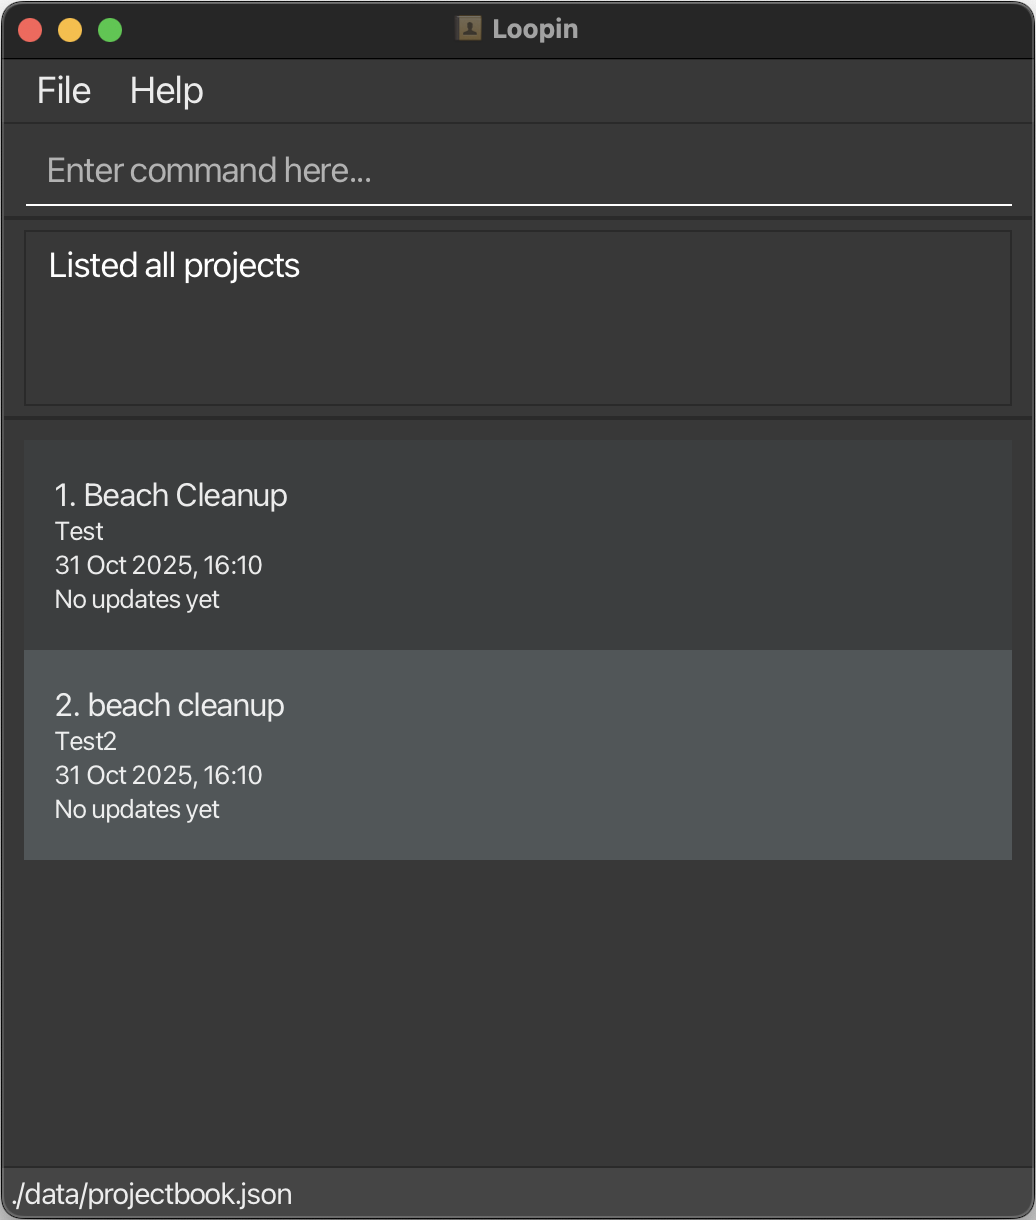 Loopin
File Help
Enter command here...
Listed all projects
1. Beach Cleanup
Test
31 Oct 2025, 16:10
No updates yet
2. beach cleanup
Test2
31 Oct 2025, 16:10
No updates yet
./data/projectbook.json